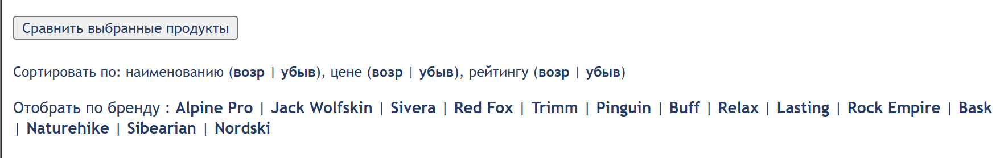 Сравнить выбранные продукты
Сортировать по: наименованию (возр | убыв), цене (возр | убыв), рейтингу (возр | убыв)
Отобрать по бренду : Alpine Pro | Jack Wolfskin | Sivera | Red Fox | Trimm | Pinguin | Buff | Relax | Lasting | Rock Empire | Bask
| Naturehike | Sibearian | Nordski